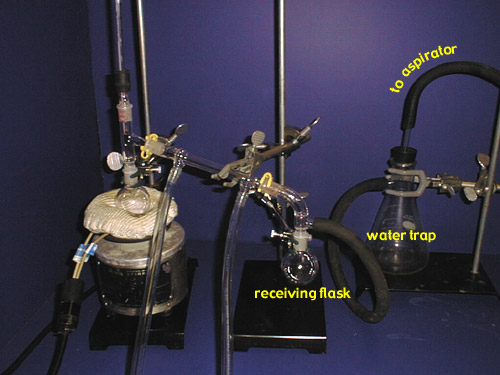 to aspirator
water trap
receiving flask